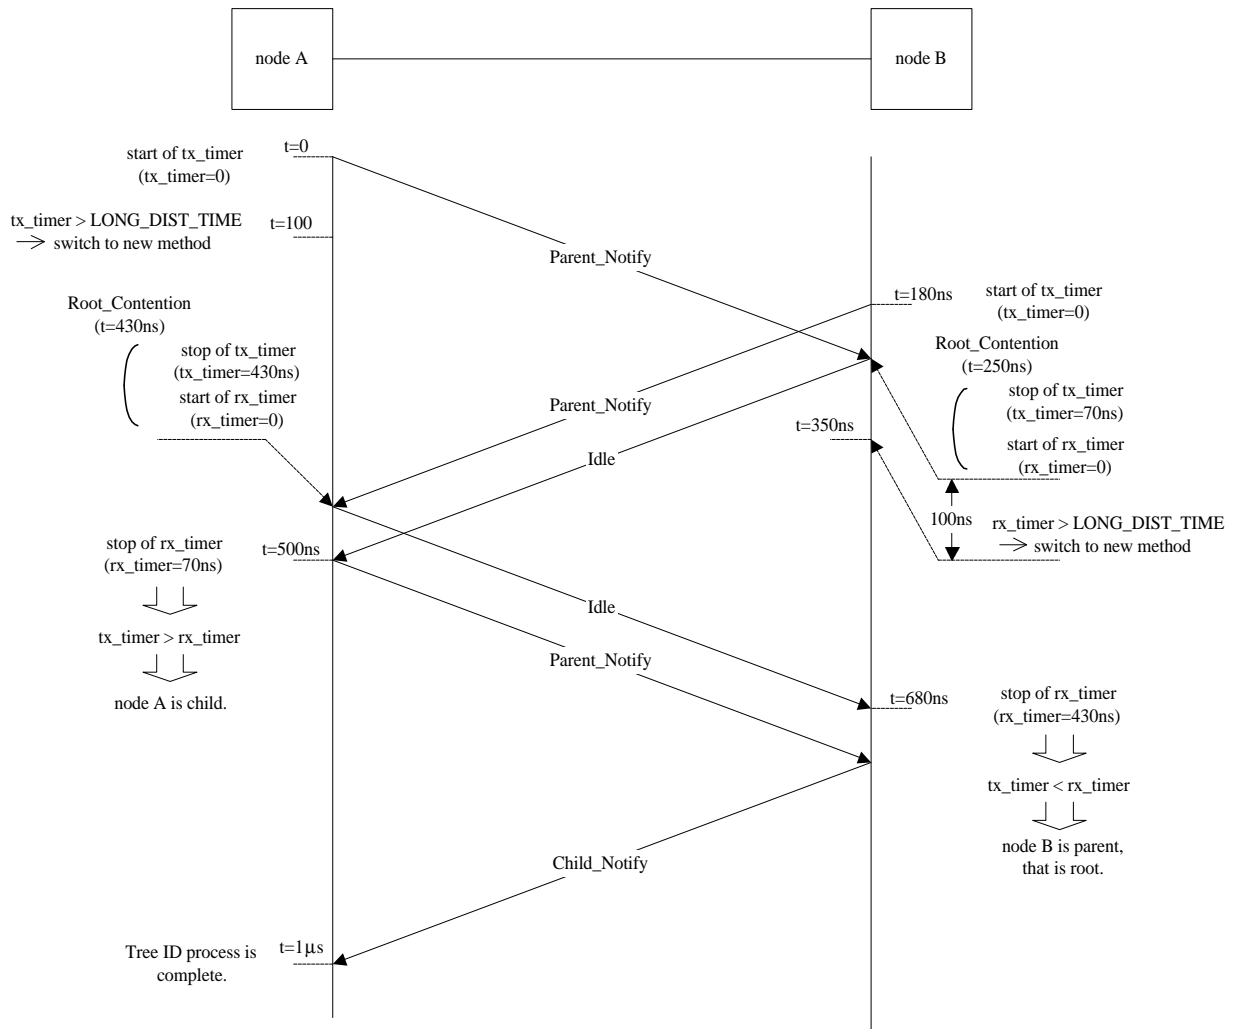 node A
node B
t=0
start of tx_timer
(tx_timer=0)
tx_timer > LONG_DIST_TIME
switch to new method
t=100
Parent_Notify
t=180ns
start of tx_timer
(tx_timer=0)
Root_Contention
(t=430ns)
stop of tx_timer
(tx_timer=430ns)
start of rx_timer
(rx_timer=0)
Root_Contention
(t=250ns)
stop of tx_timer
(tx_timer=70ns)
start of rx_timer
(rx_timer=0)
Parent_Notify
t=350ns
Idle
100ns
rx_timer > LONG_DIST_TIME
switch to new method
stop of rx_timer
(rx_timer=70ns)
t=500ns
tx_timer > rx_timer
node A is child.
Idle
Parent_Notify
t=680ns
stop of rx_timer
(rx_timer=430ns)
tx_timer < rx_timer
node B is parent,
that is root.
Child_Notify
t=1μs
Tree ID process is
complete.